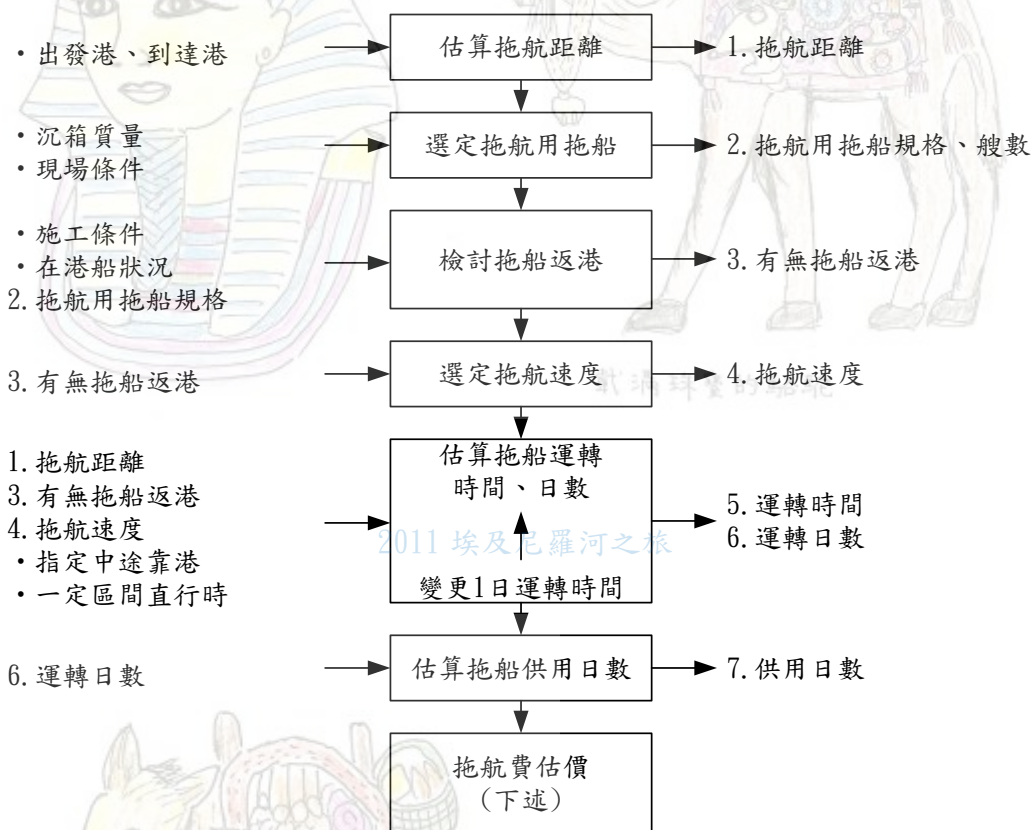 ・出發港、到達港
估算拖航距離
1.拖航距離
・沉箱質量
・現場條件
選定拖航用拖船
2.拖航用拖船規格、艘數
・施工條件
・在港船狀況
2.拖航用拖船規格
檢討拖船返港
3.有無拖船返港
3.有無拖船返港
選定拖航速度
4.拖航速度
載滿珠寶的駱駝
1.拖航距離
3.有無拖船返港
4.拖航速度
・指定中途靠港
・一定區間直行時
估算拖船運轉
時間、日數
2011 埃及尼羅河之旅
變更1日運轉時間
5.運轉時間
6.運轉日數
6.運轉日數
估算拖船供用日數
7.供用日數
拖航費估價
（下述）